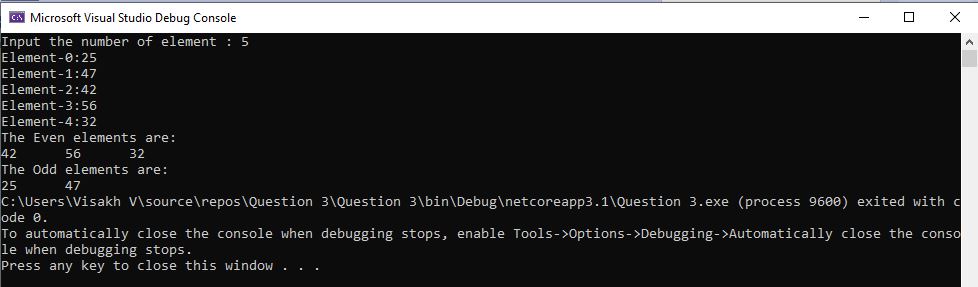 Microsoft Visual Studio Debug Console
Input the number of element : 5
Element-0:25
Element-1:47
Element-2:42
Element-3:56
Element-4:32
The Even elements are:
42      56      32
The Odd elements are:
25      47
C:\Users\Visakh V\source\repos\Question 3\Question 3\bin\Debug\netcoreapp3.1\Question 3.exe (process 9600) exited with c
ode 0.
To automatically close the console when debugging stops, enable Tools->Options->Debugging->Automatically close the conso
le when debugging stops.
Press any key to close this window . . .